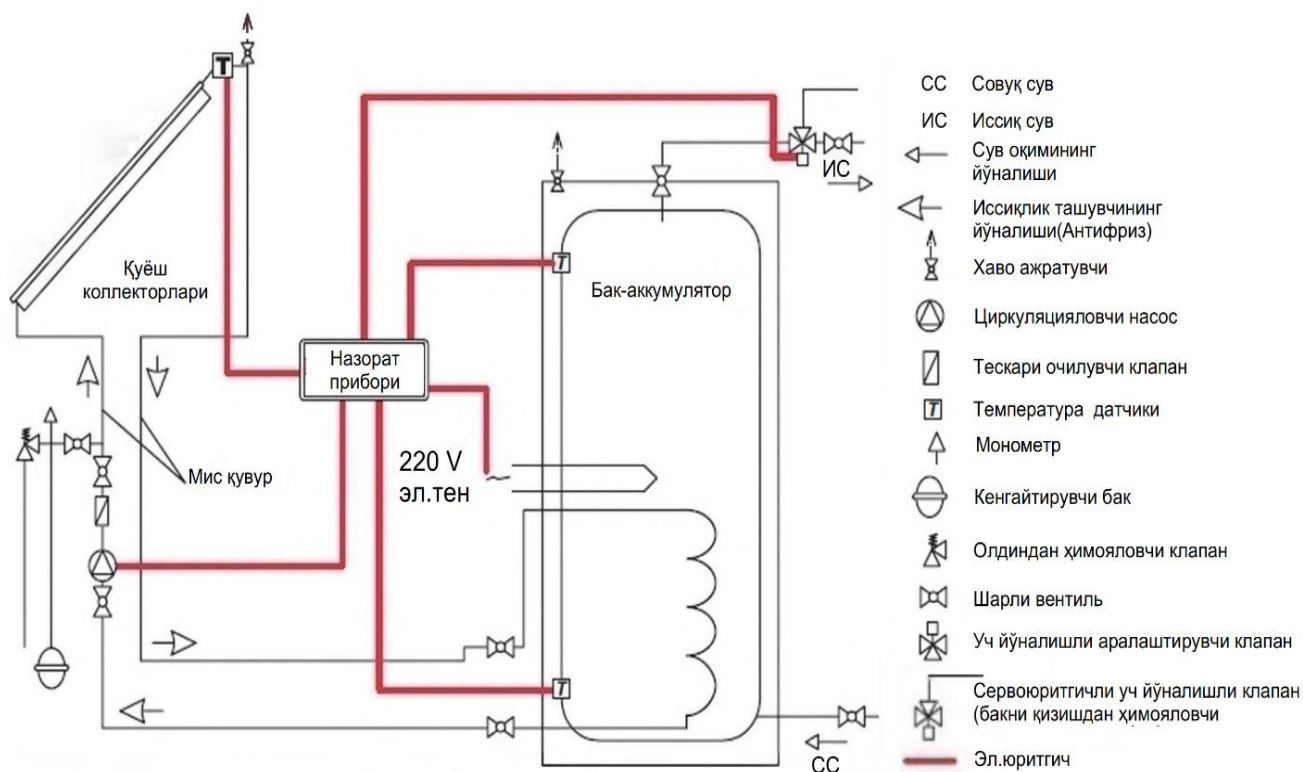 T
Қуёш
коллекторлари
Назорат
прибори
T
Бак-аккумулятор
ИС
Мис қувур
220 V
эл.тен
T
СС
СС Совуқ сув
ИС Иссиқ сув
Сув оқимининг
йўналиши
Иссиқлик ташувчининг
йўналиши(Антифриз)
Хаво ажратувчи
Циркуляцияловчи насос
Тескари очилувчи клапан
T Температура датчики
Монометр
Кенгайтирувчи бак
Олдиндан ҳимояловчи клапан
Шарли вентиль
Уч йўналишли аралаштирувчи клапан
Сервоюритгичли уч йўналишли клапан
(бакни қизишдан ҳимояловчи
Эл.юритгич